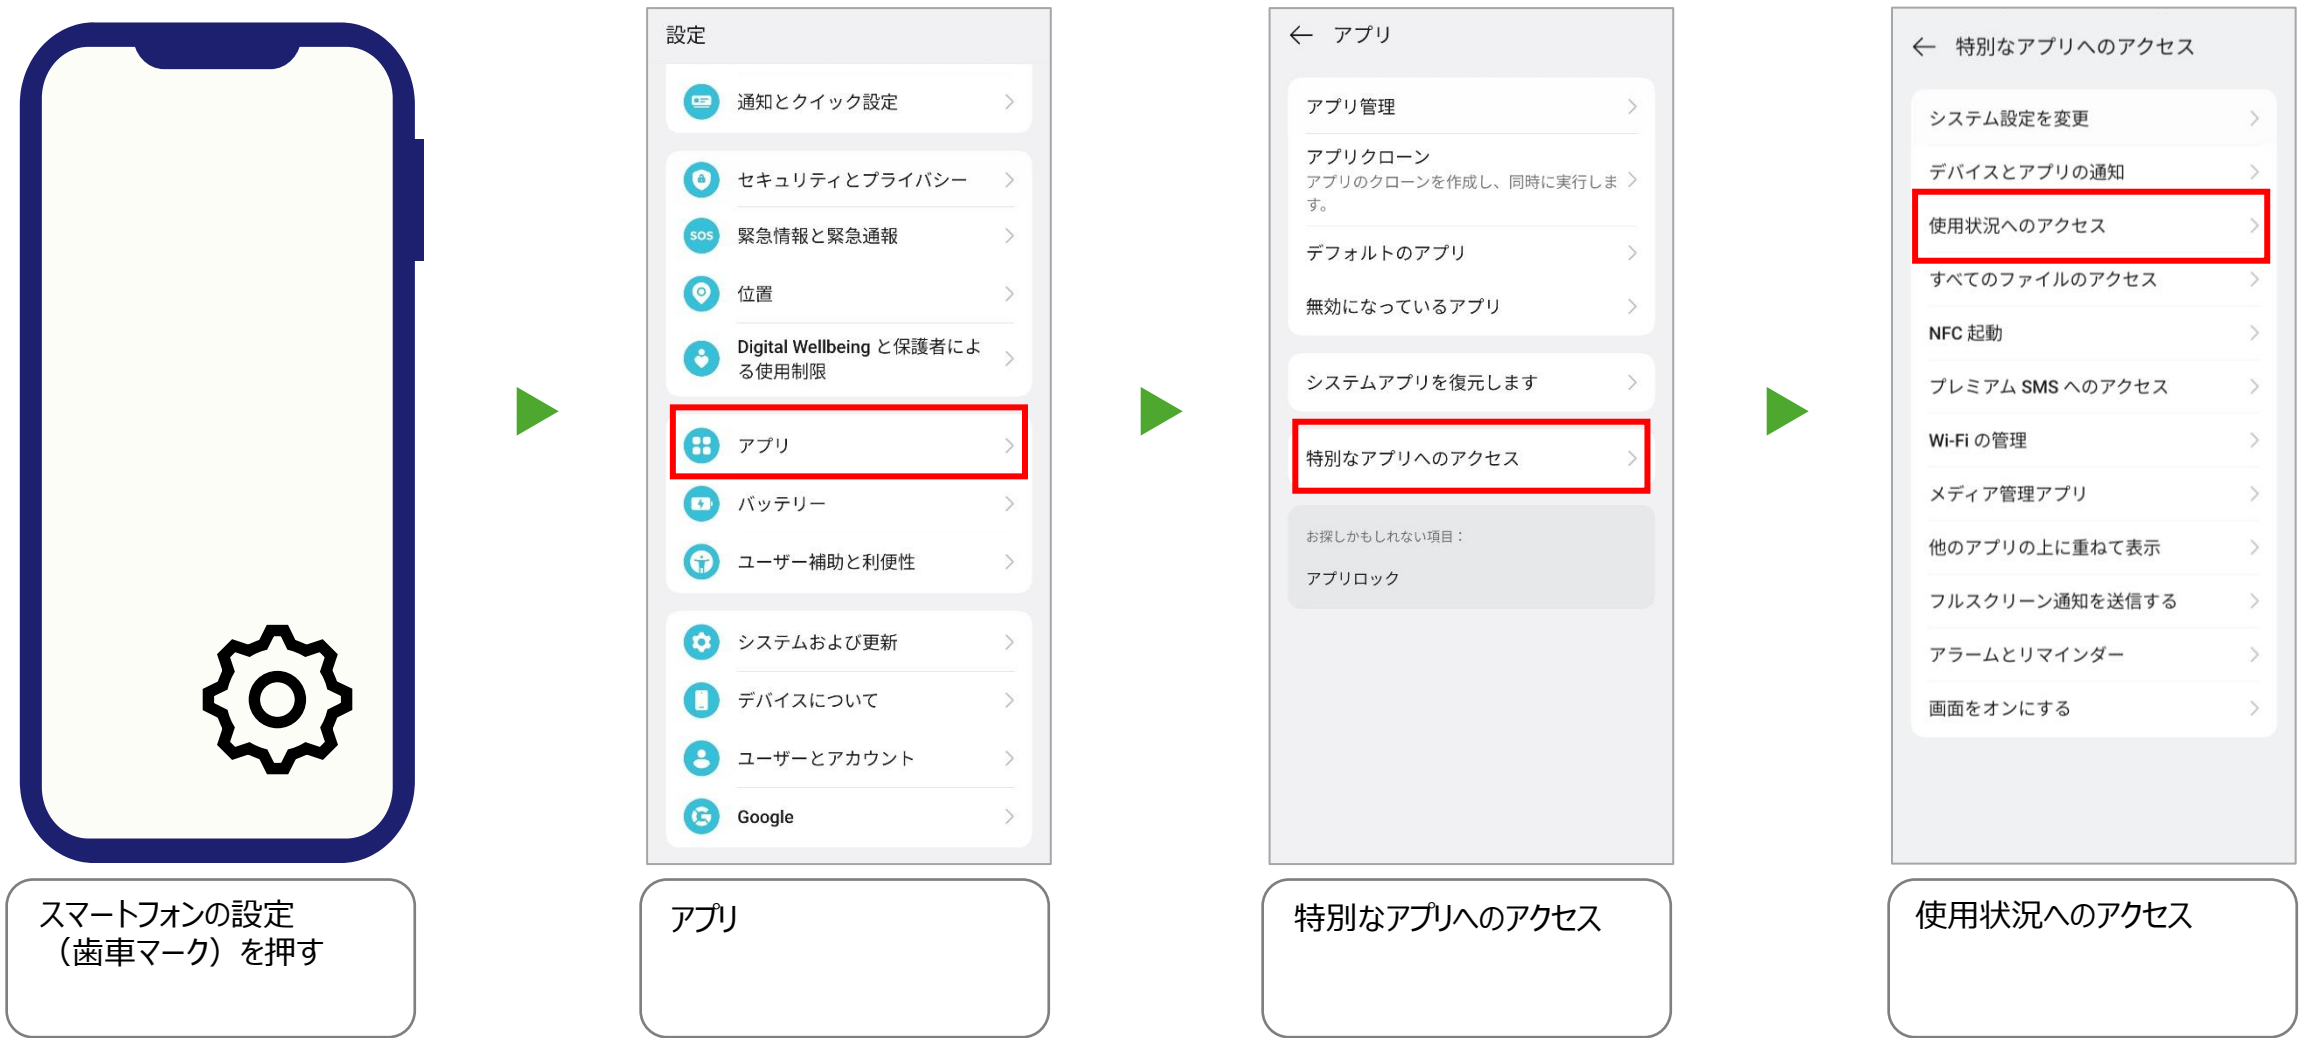 設定
通知とクイック設定
セキュリティとプライバシー
SOS
緊急情報と緊急通報
位置
Digital Wellbeing と保護者によ
る使用制限
アプリ
バッテリー
ユーザー補助と利便性
システムおよび更新
デバイスについて
ユーザーとアカウント
Google
← アプリ
アプリ管理
アプリクローン
アプリのクローンを作成し、同時に実行しま
す。
デフォルトのアプリ
無効になっているアプリ
システムアプリを復元します
特別なアプリへのアクセス
お探しかもしれない項目：
アプリロック
← 特別なアプリへのアクセス
システム設定を変更
デバイスとアプリの通知
使用状況へのアクセス
すべてのファイルのアクセス
NFC 起動
プレミアム SMS へのアクセス
Wi-Fi の管理
メディア管理アプリ
他のアプリの上に重ねて表示
フルスクリーン通知を送信する
アラームとリマインダー
画面をオンにする
スマートフォンの設定
（歯車マーク）を押す
アプリ
特別なアプリへのアクセス
使用状況へのアクセス